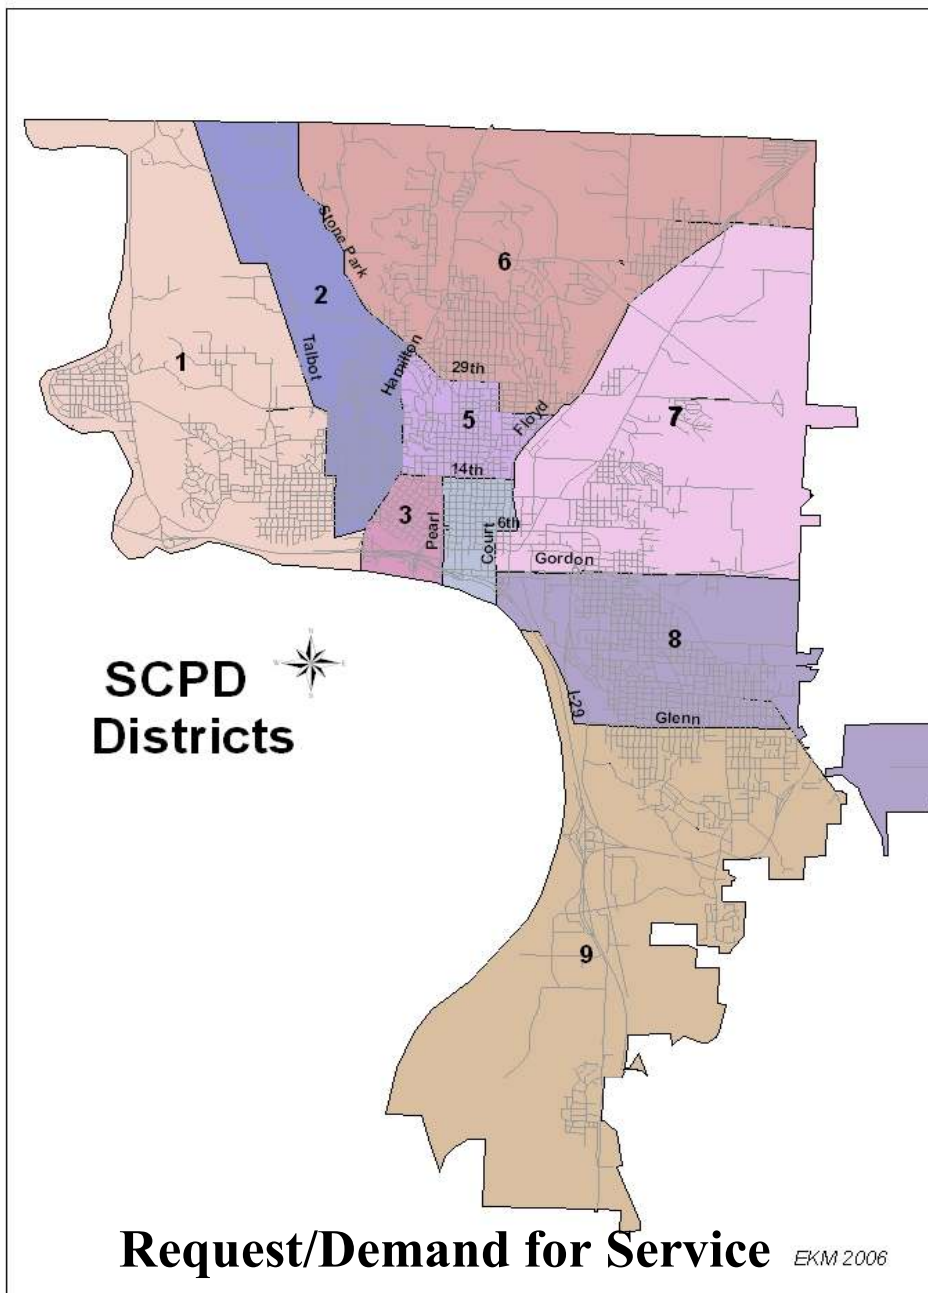 Stone Park
6
2
Hamilton
Talbot
1
29th
5
Floyd
7
14th
3
Pearl
Court
6th
Gordon
8
SCPD
Districts
N
I-29
Glenn
9
Request/Demand for Service
EKM 2006